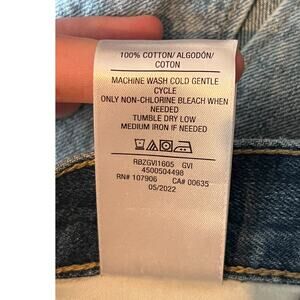 100% COTTON/ ALGODÓN/
COTON
MACHINE WASH COLD GENTLE
CYCLE
ONLY NON-CHLORINE BLEACH WHEN
NEEDED
TUMBLE DRY LOW
MEDIUM IRON IF NEEDED
RBZGVI1605 GVI
4500504498
RN# 107906 CA# 00635
05/2022